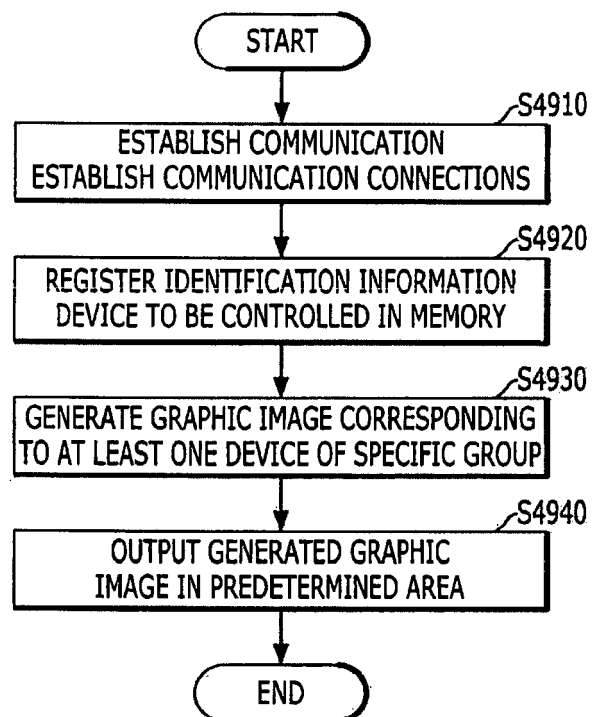 START
S4910
ESTABLISH COMMUNICATION
ESTABLISH COMMUNICATION CONNECTIONS
S4920
REGISTER IDENTIFICATION INFORMATION
DEVICE TO BE CONTROLLED IN MEMORY
S4930
GENERATE GRAPHIC IMAGE CORRESPONDING
TO AT LEAST ONE DEVICE OF SPECIFIC GROUP
S4940
OUTPUT GENERATED GRAPHIC
IMAGE IN PREDETERMINED AREA
END